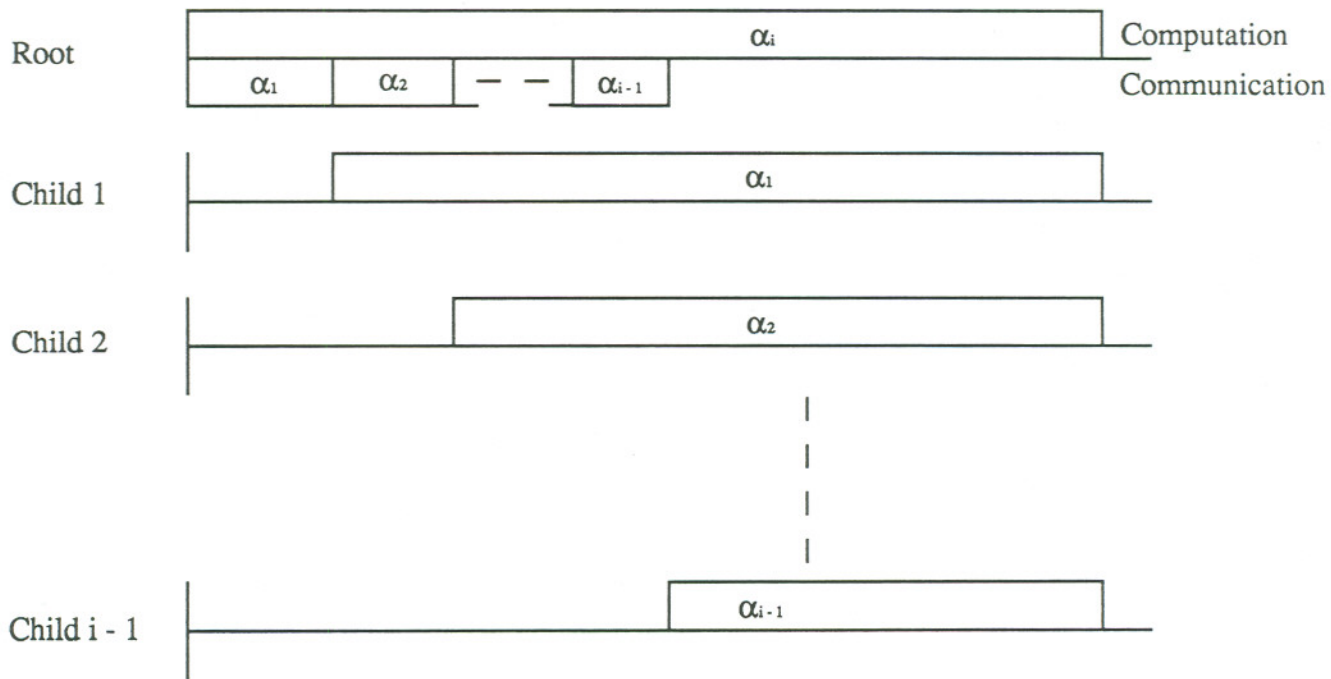 Root
αᵢ
Computation
α₁ α₂ αᵢ₋₁
Communication
Child 1
α₁
Child 2
α₂
Child i - 1
αᵢ₋₁